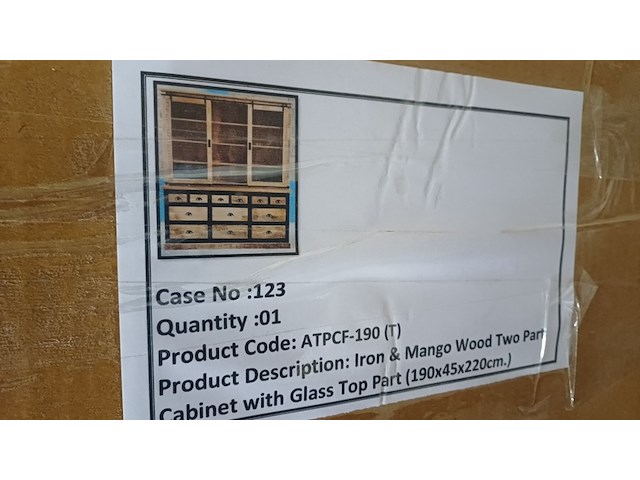 Case No :123
Quantity :01
Product Code: ATPCF-190 (T)
Product Description: Iron & Mango Wood Two Part
Cabinet with Glass Top Part (190x45x220cm.)